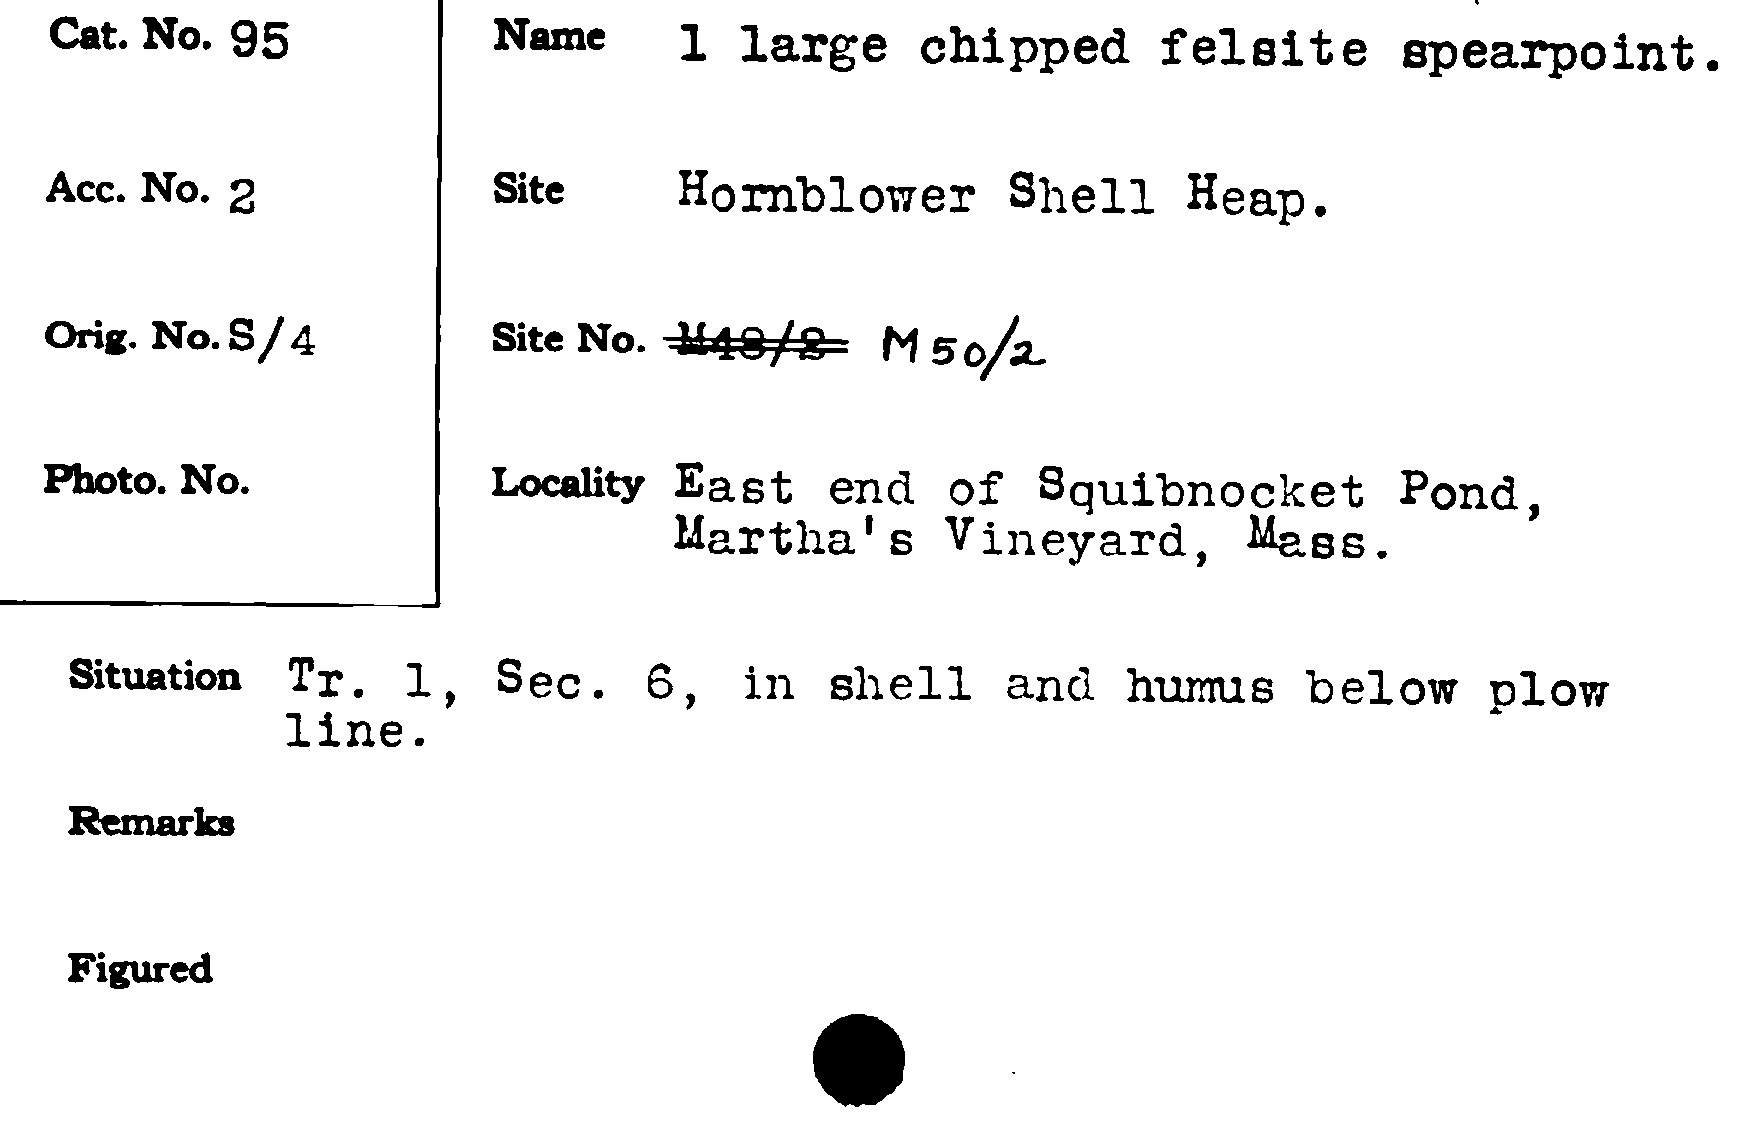 Cat. No. 95
Name 1 large chipped felsite spearpoint.
Acc. No. 2
Site Hornblower Shell Heap.
Orig. No. S/4
Site No. M48/2 M50/2
Photo. No.
Locality East end of Squibnocket Pond,
Martha's Vineyard, Mass.
Situation Tr. 1, Sec. 6, in shell and humus below plow
line.
Remarks
Figured